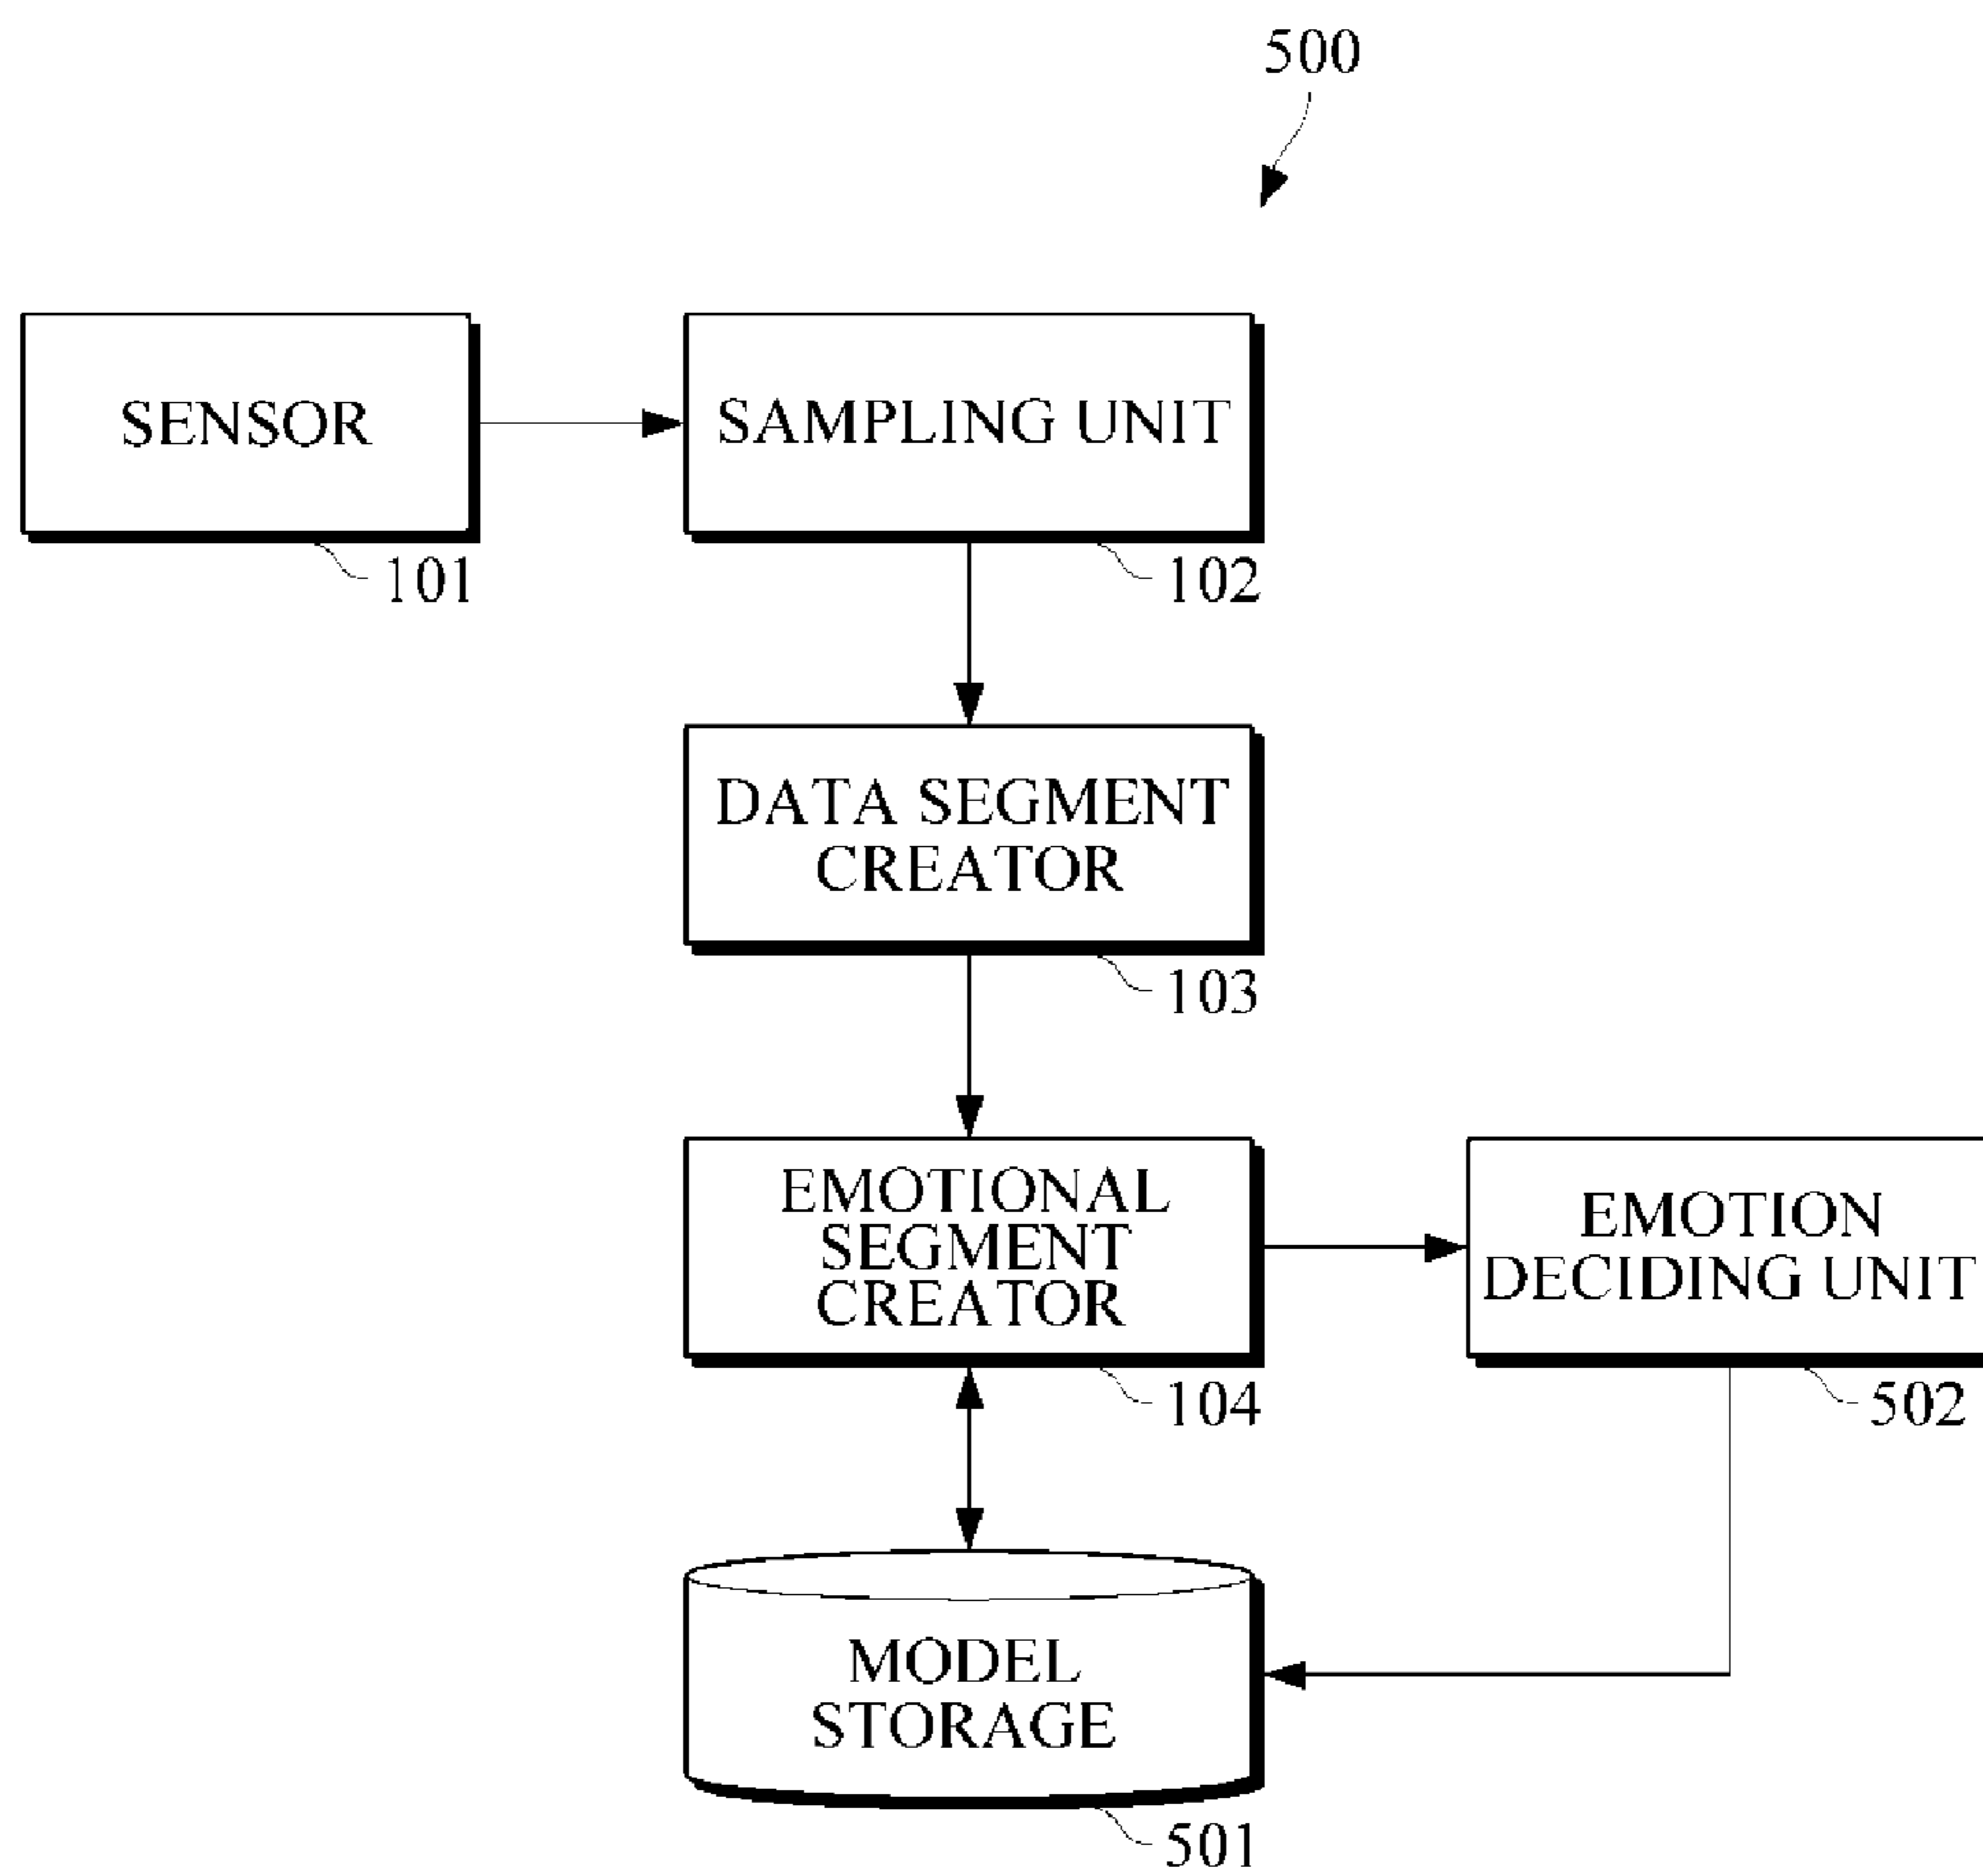 500
SENSOR
SAMPLING UNIT
101
102
DATA SEGMENT
CREATOR
103
EMOTIONAL
SEGMENT
CREATOR
EMOTION
DECIDING UNIT
104
502
MODEL
STORAGE
501